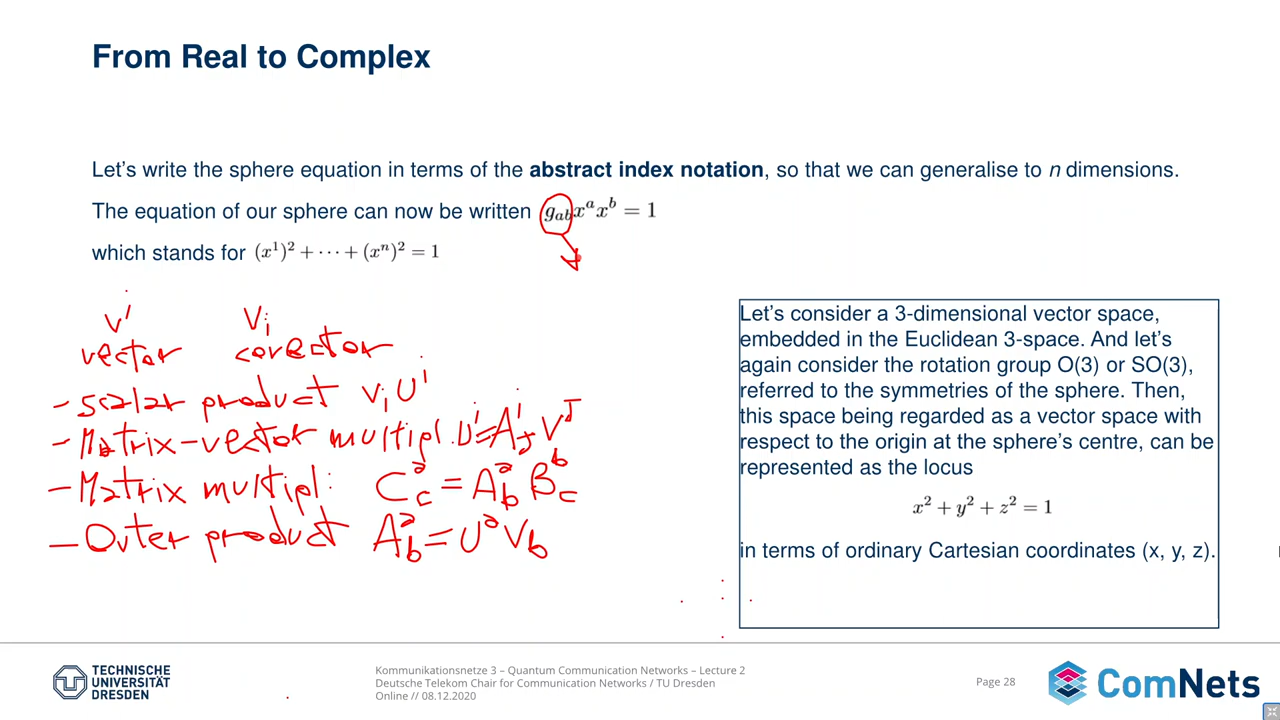 From Real to Complex
Let's write the sphere equation in terms of the abstract index notation, so that we can generalise to n dimensions.
The equation of our sphere can now be written g_{ab}x^a x^b = 1
which stands for (x^1)^2 + ··· + (x^n)^2 = 1
v^i v_i
vector covector
- scalar product v_i u^i
- Matrix-vector multipl. u^i = A^i_j v^j
- Matrix multipl: C^a_c = A^a_b B^b_c
- Outer product A^a_b = U^a V_b
Let's consider a 3-dimensional vector space,
embedded in the Euclidean 3-space. And let's
again consider the rotation group O(3) or SO(3),
referred to the symmetries of the sphere. Then,
this space being regarded as a vector space with
respect to the origin at the sphere's centre, can be
represented as the locus
x^2 + y^2 + z^2 = 1
in terms of ordinary Cartesian coordinates (x, y, z).
TECHNISCHE
UNIVERSITÄT
DRESDEN
Kommunikationsnetze 3 – Quantum Communication Networks – Lecture 2
Deutsche Telekom Chair for Communication Networks / TU Dresden
Online // 08.12.2020
Page 28
ComNets